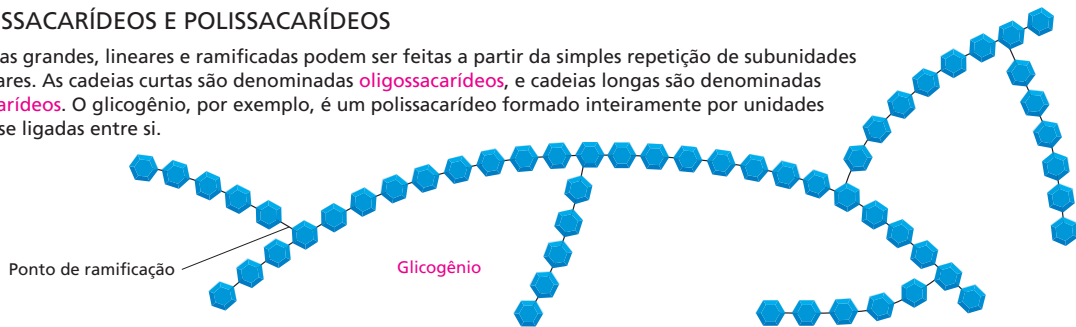 SSACARÍDEOS E POLISSACARÍDEOS
as grandes, lineares e ramificadas podem ser feitas a partir da simples repetição de subunidades
ares. As cadeias curtas são denominadas oligossacarídeos, e cadeias longas são denominadas
arídeos. O glicogênio, por exemplo, é um polissacarídeo formado inteiramente por unidades
se ligadas entre si.
Ponto de ramificação
Glicogênio